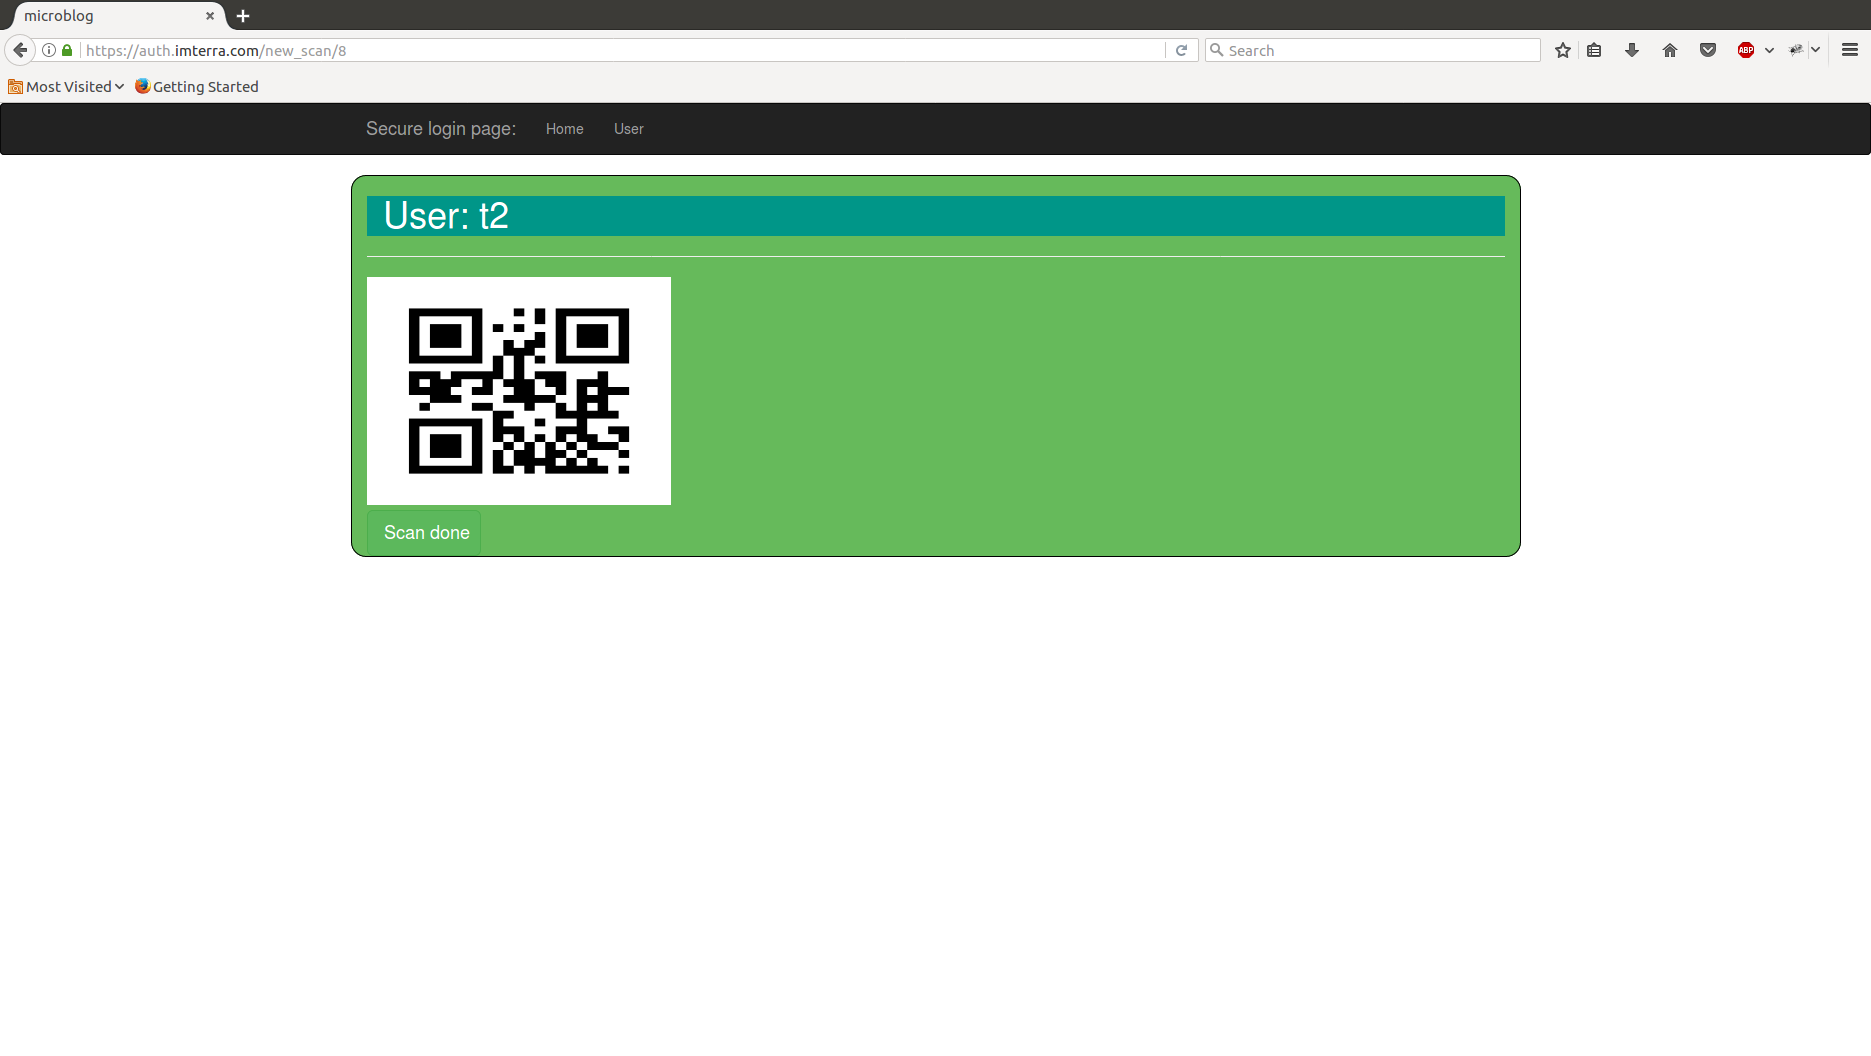 microblog
https://auth.imterra.com/new_scan/8
Search
ABP
Most Visited
Getting Started
Secure login page:
Home
User
User: t2
Scan done